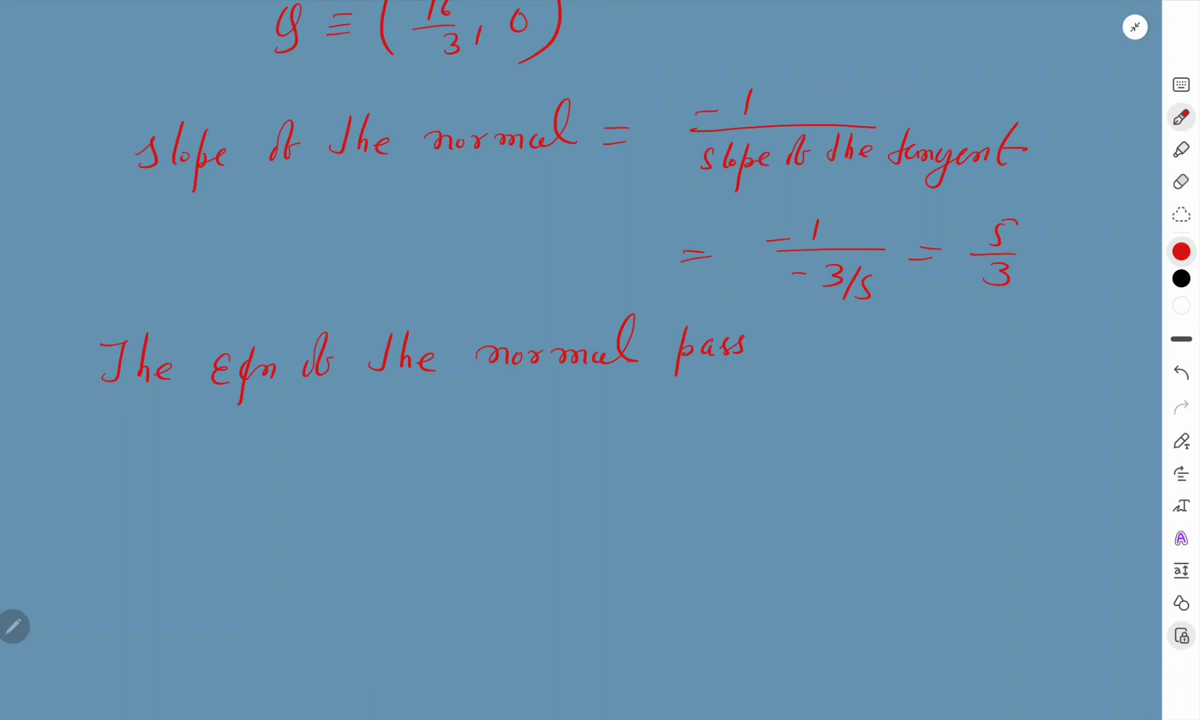 g ≡ ( 16/3 , 0 )
slope of the normal = -1 / slope of the tangent
= -1 / -3/5 = 5/3
The Eqn of the normal pass